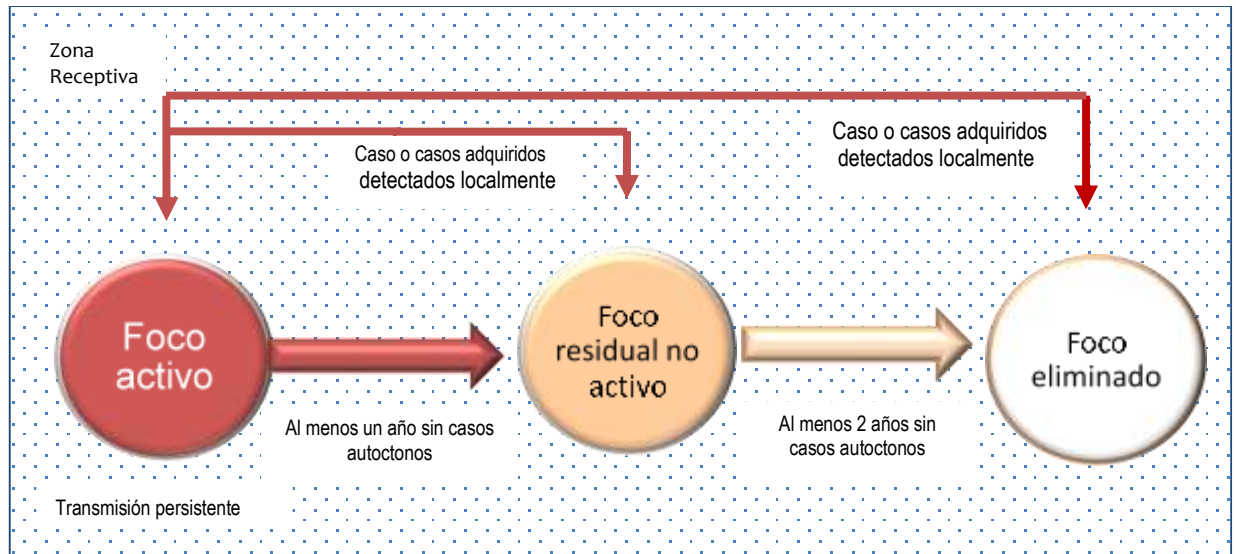 Zona
Receptiva
Caso o casos adquiridos
detectados localmente
Caso o casos adquiridos
detectados localmente
Foco
activo
Foco
residual no
activo
Foco
eliminado
Al menos un año sin casos
autoctonos
Al menos 2 años sin
casos autoctonos
Transmisión persistente